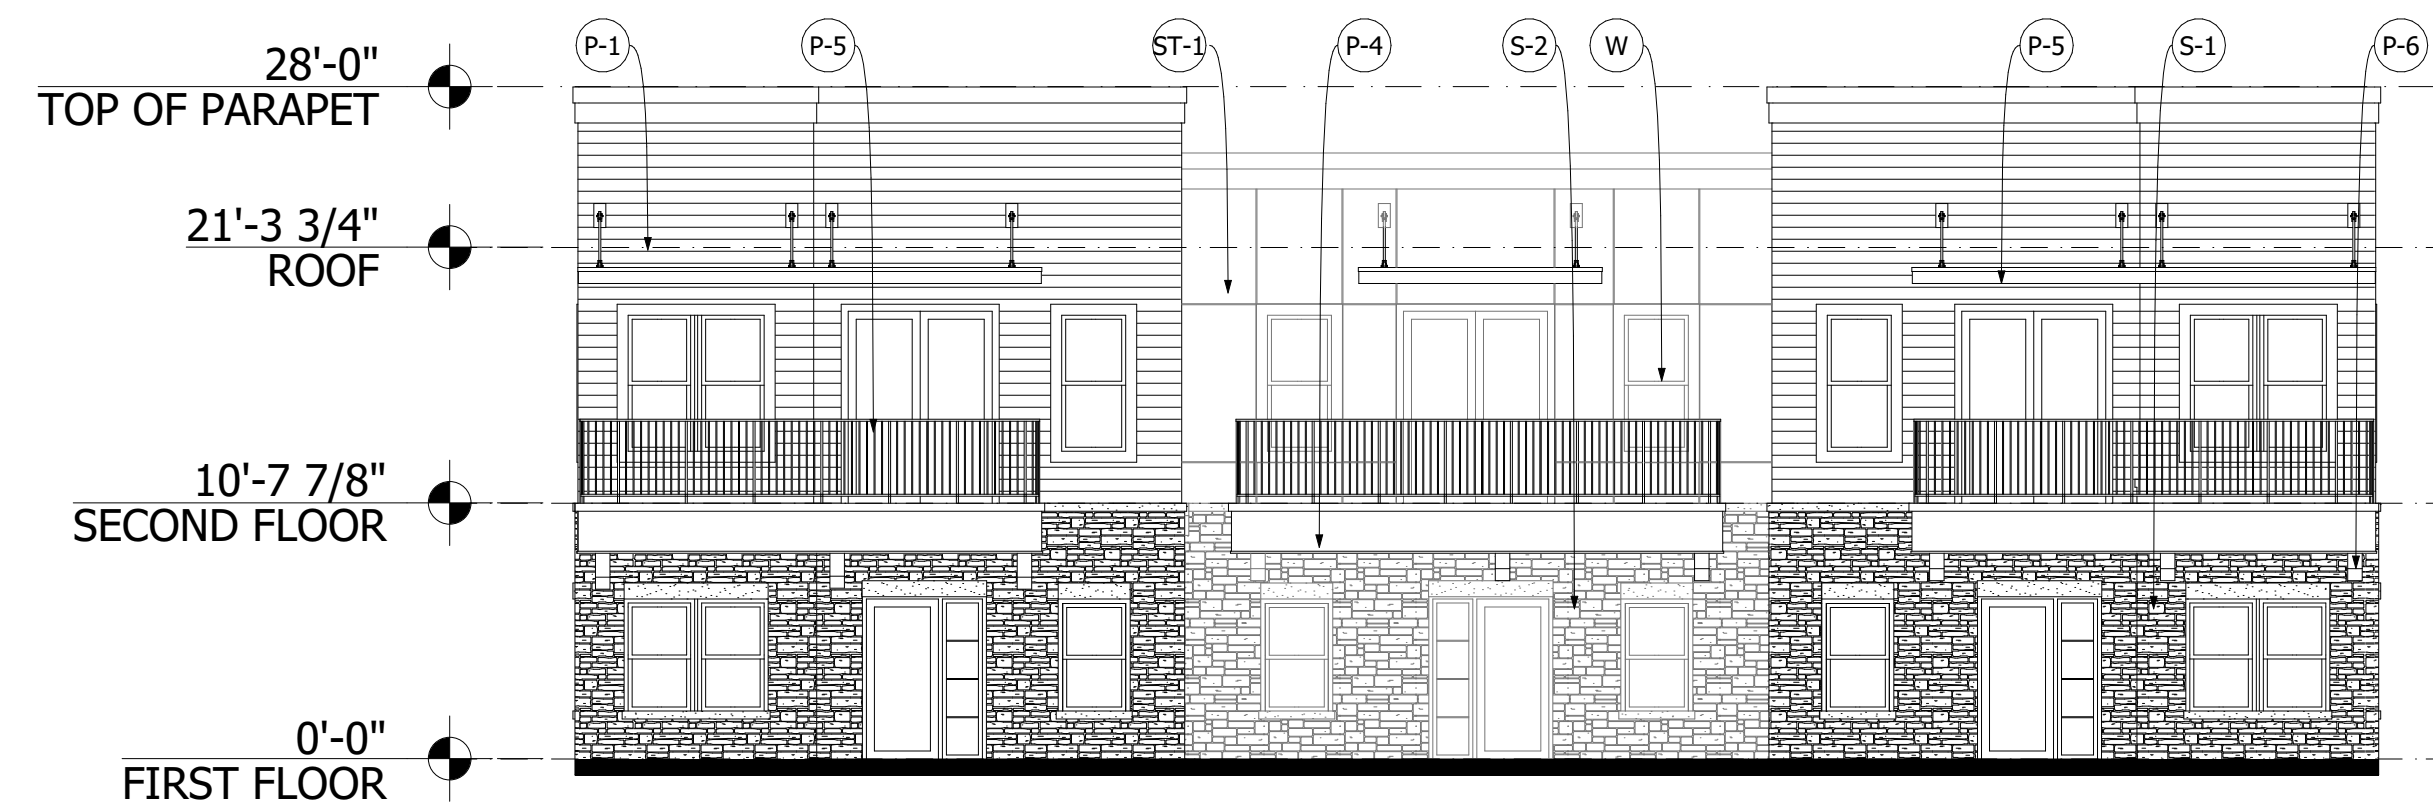 P-1 P-5 ST-1 P-4 S-2 W P-5 S-1 P-6
28'-0"
TOP OF PARAPET
21'-3 3/4"
ROOF
10'-7 7/8"
SECOND FLOOR
0'-0"
FIRST FLOOR